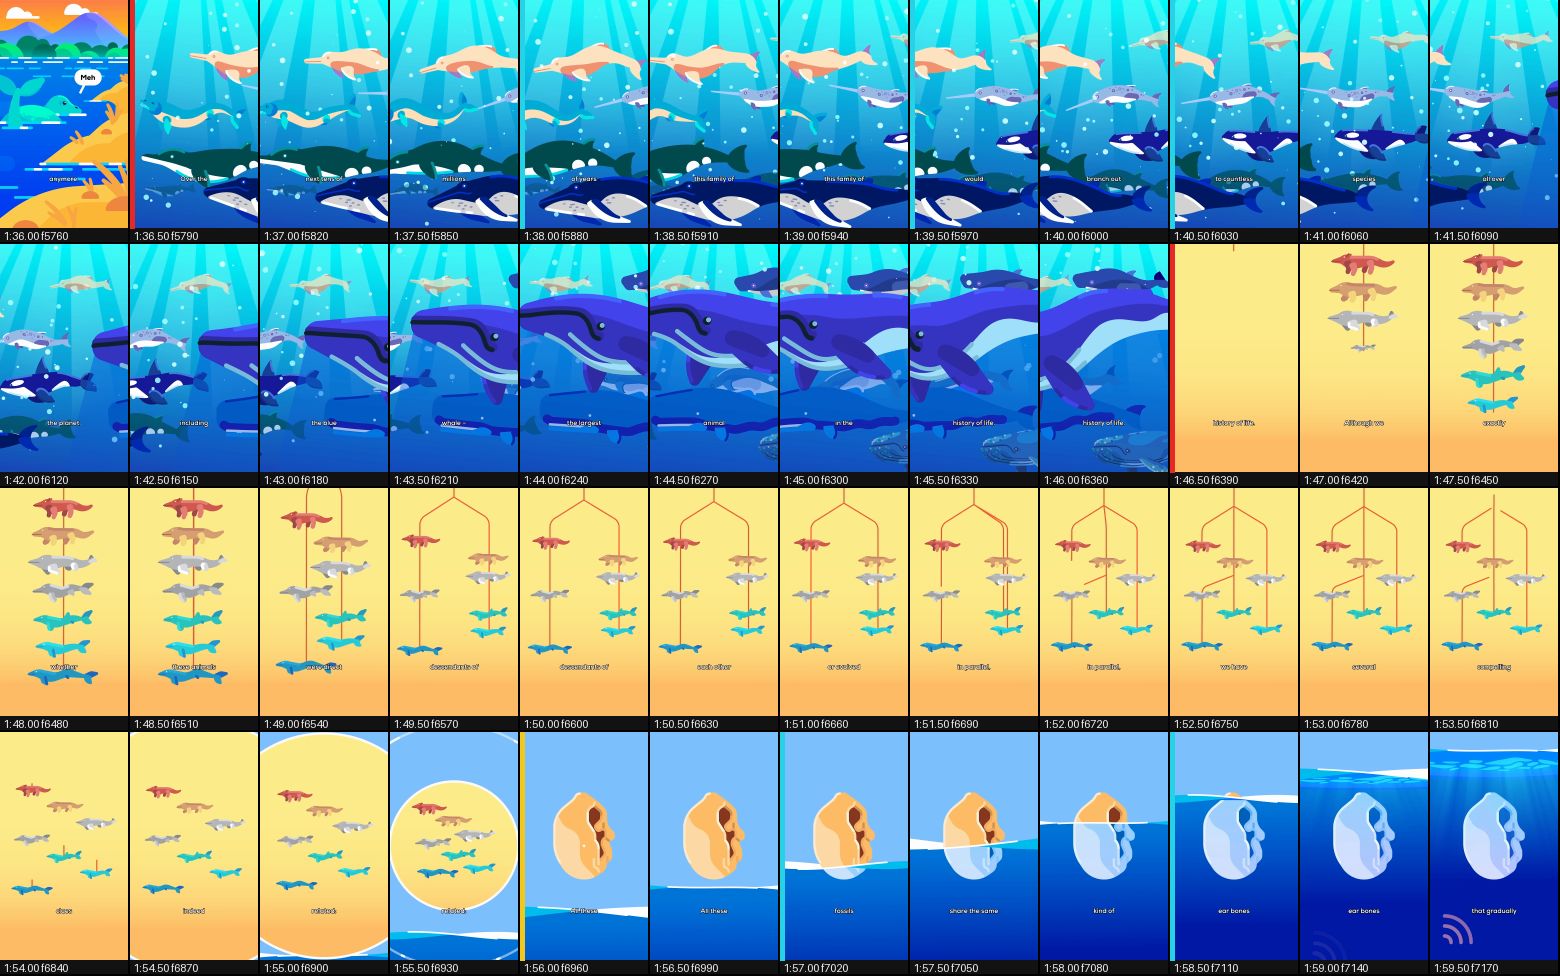 Meh
anymore
Over the
next tens of
millions
of years
this family of
this family of
would
branch out
to countless
species
all over
1:36.00 f5760
1:36.50 f5790
1:37.00 f5820
1:37.50 f5850
1:38.00 f5880
1:38.50 f5910
1:39.00 f5940
1:39.50 f5970
1:40.00 f6000
1:40.50 f6030
1:41.00 f6060
1:41.50 f6090
the planet
including
the blue
whale -
the largest
animal
in the
history of life.
history of life.
history of life.
Although we
exactly
1:42.00 f6120
1:42.50 f6150
1:43.00 f6180
1:43.50 f6210
1:44.00 f6240
1:44.50 f6270
1:45.00 f6300
1:45.50 f6330
1:46.00 f6360
1:46.50 f6390
1:47.00 f6420
1:47.50 f6450
whether
these animals
were direct
descendants of
descendants of
each other
or evolved
in parallel.
in parallel.
we have
several
compelling
1:48.00 f6480
1:48.50 f6510
1:49.00 f6540
1:49.50 f6570
1:50.00 f6600
1:50.50 f6630
1:51.00 f6660
1:51.50 f6690
1:52.00 f6720
1:52.50 f6750
1:53.00 f6780
1:53.50 f6810
clues
indeed
related:
related:
All these
All these
fossils
share the same
kind of
ear bones
ear bones
that gradually
1:54.00 f6840
1:54.50 f6870
1:55.00 f6900
1:55.50 f6930
1:56.00 f6960
1:56.50 f6990
1:57.00 f7020
1:57.50 f7050
1:58.00 f7080
1:58.50 f7110
1:59.00 f7140
1:59.50 f7170